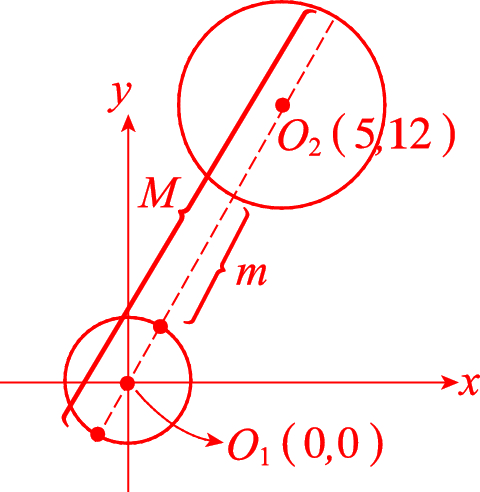 y
O₂ (5,12)
M
m
x
O₁ (0,0)